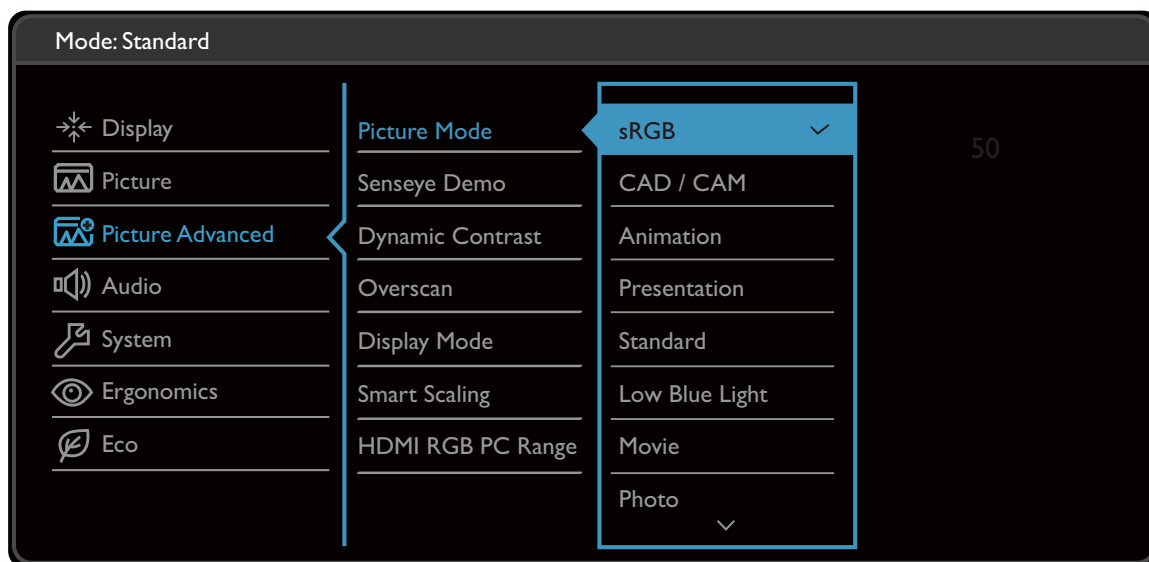 Mode: Standard
Display
Picture
Picture Advanced
Audio
System
Ergonomics
Eco
Picture Mode
Senseye Demo
Dynamic Contrast
Overscan
Display Mode
Smart Scaling
HDMI RGB PC Range
sRGB
CAD / CAM
Animation
Presentation
Standard
Low Blue Light
Movie
Photo
50